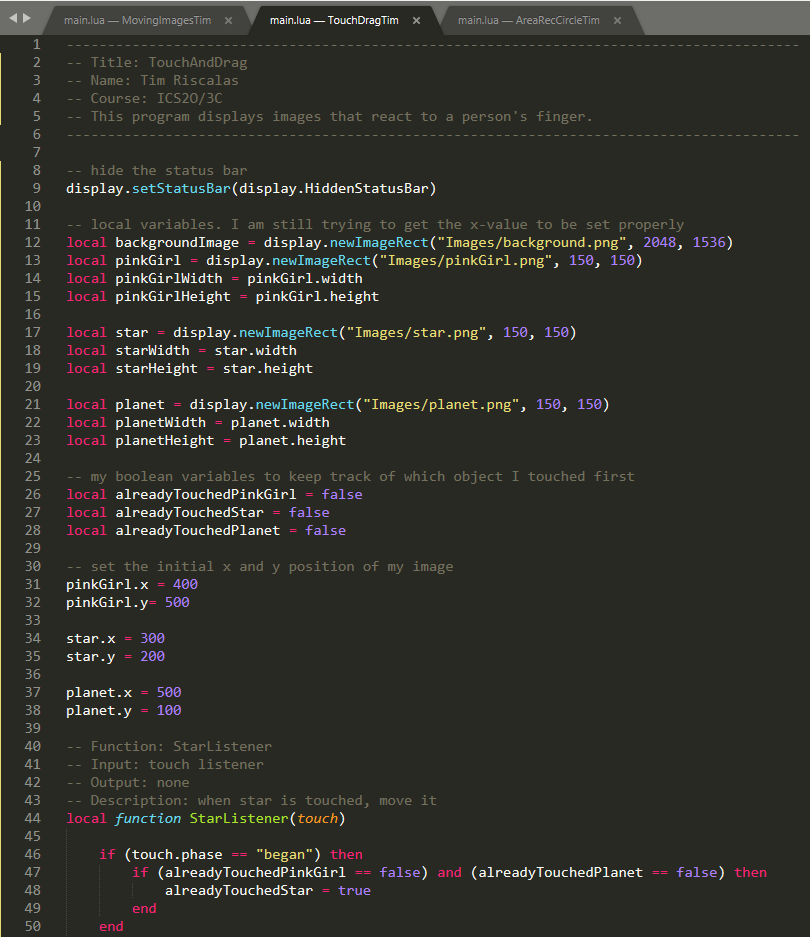 main.lua — MovingImagesTim × main.lua — TouchDragTim × main.lua — AreaRecCircleTim ×
1 -----------------------------------------------------------------------------------------
2 -- Title: TouchAndDrag
3 -- Name: Tim Riscalas
4 -- Course: ICS2O/3C
5 -- This program displays images that react to a person's finger.
6 -----------------------------------------------------------------------------------------
7
8 -- hide the status bar
9 display.setStatusBar(display.HiddenStatusBar)
10
11 -- local variables. I am still trying to get the x-value to be set properly
12 local backgroundImage = display.newImageRect("Images/background.png", 2048, 1536)
13 local pinkGirl = display.newImageRect("Images/pinkGirl.png", 150, 150)
14 local pinkGirlWidth = pinkGirl.width
15 local pinkGirlHeight = pinkGirl.height
16
17 local star = display.newImageRect("Images/star.png", 150, 150)
18 local starWidth = star.width
19 local starHeight = star.height
20
21 local planet = display.newImageRect("Images/planet.png", 150, 150)
22 local planetWidth = planet.width
23 local planetHeight = planet.height
24
25 -- my boolean variables to keep track of which object I touched first
26 local alreadyTouchedPinkGirl = false
27 local alreadyTouchedStar = false
28 local alreadyTouchedPlanet = false
29
30 -- set the initial x and y position of my image
31 pinkGirl.x = 400
32 pinkGirl.y= 500
33
34 star.x = 300
35 star.y = 200
36
37 planet.x = 500
38 planet.y = 100
39
40 -- Function: StarListener
41 -- Input: touch listener
42 -- Output: none
43 -- Description: when star is touched, move it
44 local function StarListener(touch)
45
46     if (touch.phase == "began") then
47         if (alreadyTouchedPinkGirl == false) and (alreadyTouchedPlanet == false) then
48             alreadyTouchedStar = true
49         end
50     end